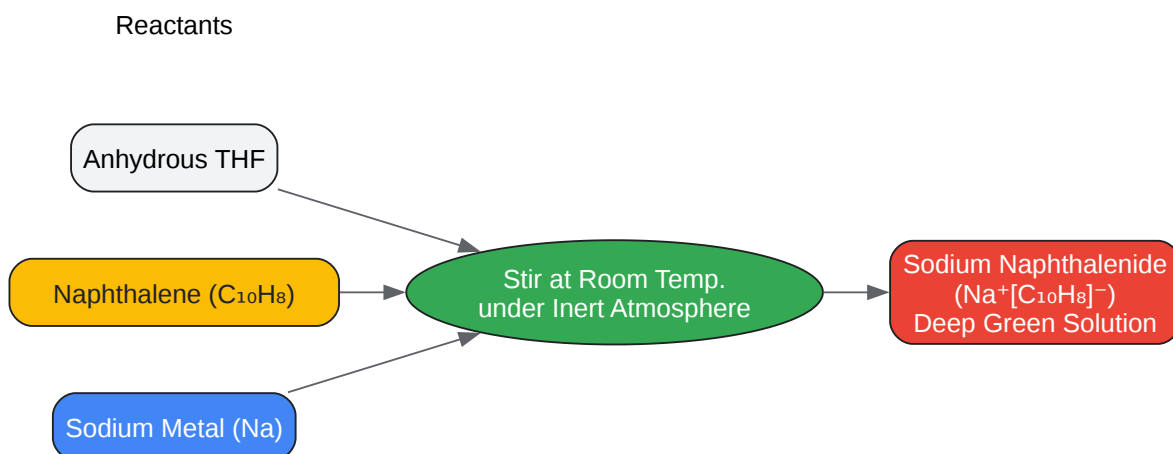 Reactants
Anhydrous THF
Naphthalene (C₁₀H₈)
Sodium Metal (Na)
Stir at Room Temp.
under Inert Atmosphere
Sodium Naphthalenide
(Na⁺[C₁₀H₈]⁻)
Deep Green Solution